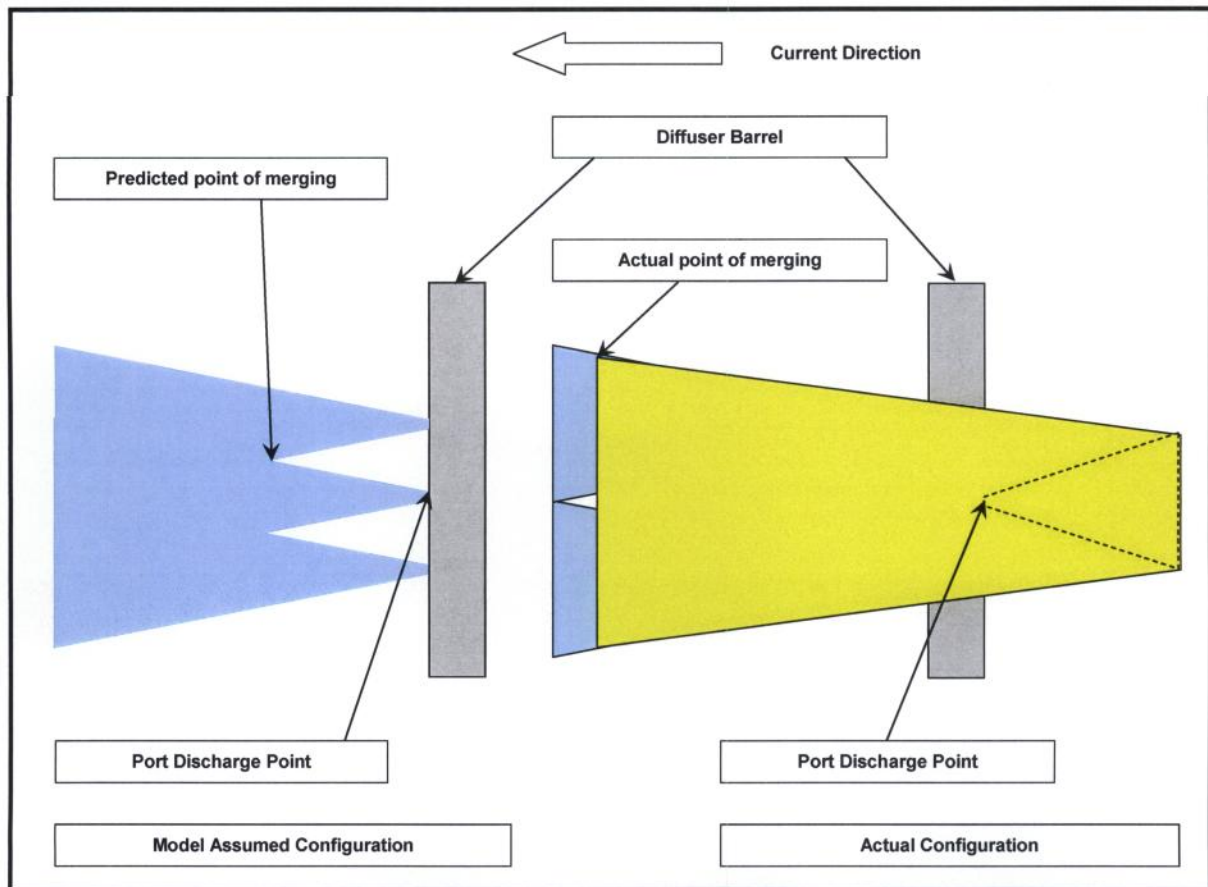 Current Direction
Diffuser Barrel
Predicted point of merging
Actual point of merging
Port Discharge Point
Port Discharge Point
Model Assumed Configuration
Actual Configuration